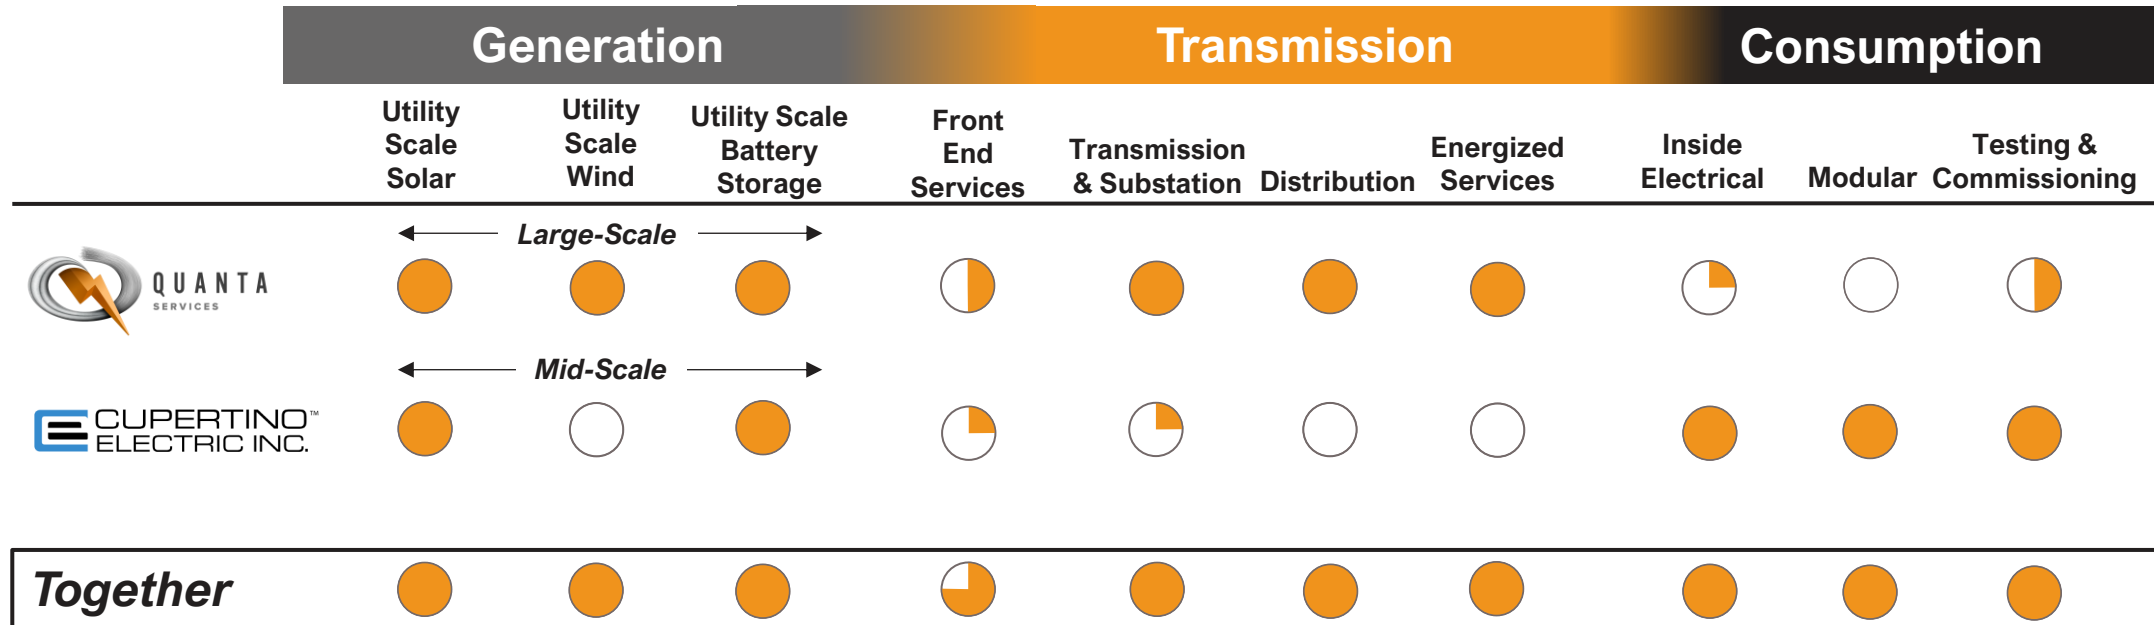 Generation Transmission Consumption
Utility
Scale
Solar
Utility
Scale
Wind
Utility Scale
Battery
Storage
Front
End
Services
Transmission
& Substation
Distribution
Energized
Services
Inside
Electrical
Modular
Testing &
Commissioning
Large-Scale
QUANTA
SERVICES
Mid-Scale
CUPERTINO™
ELECTRIC INC.
Together